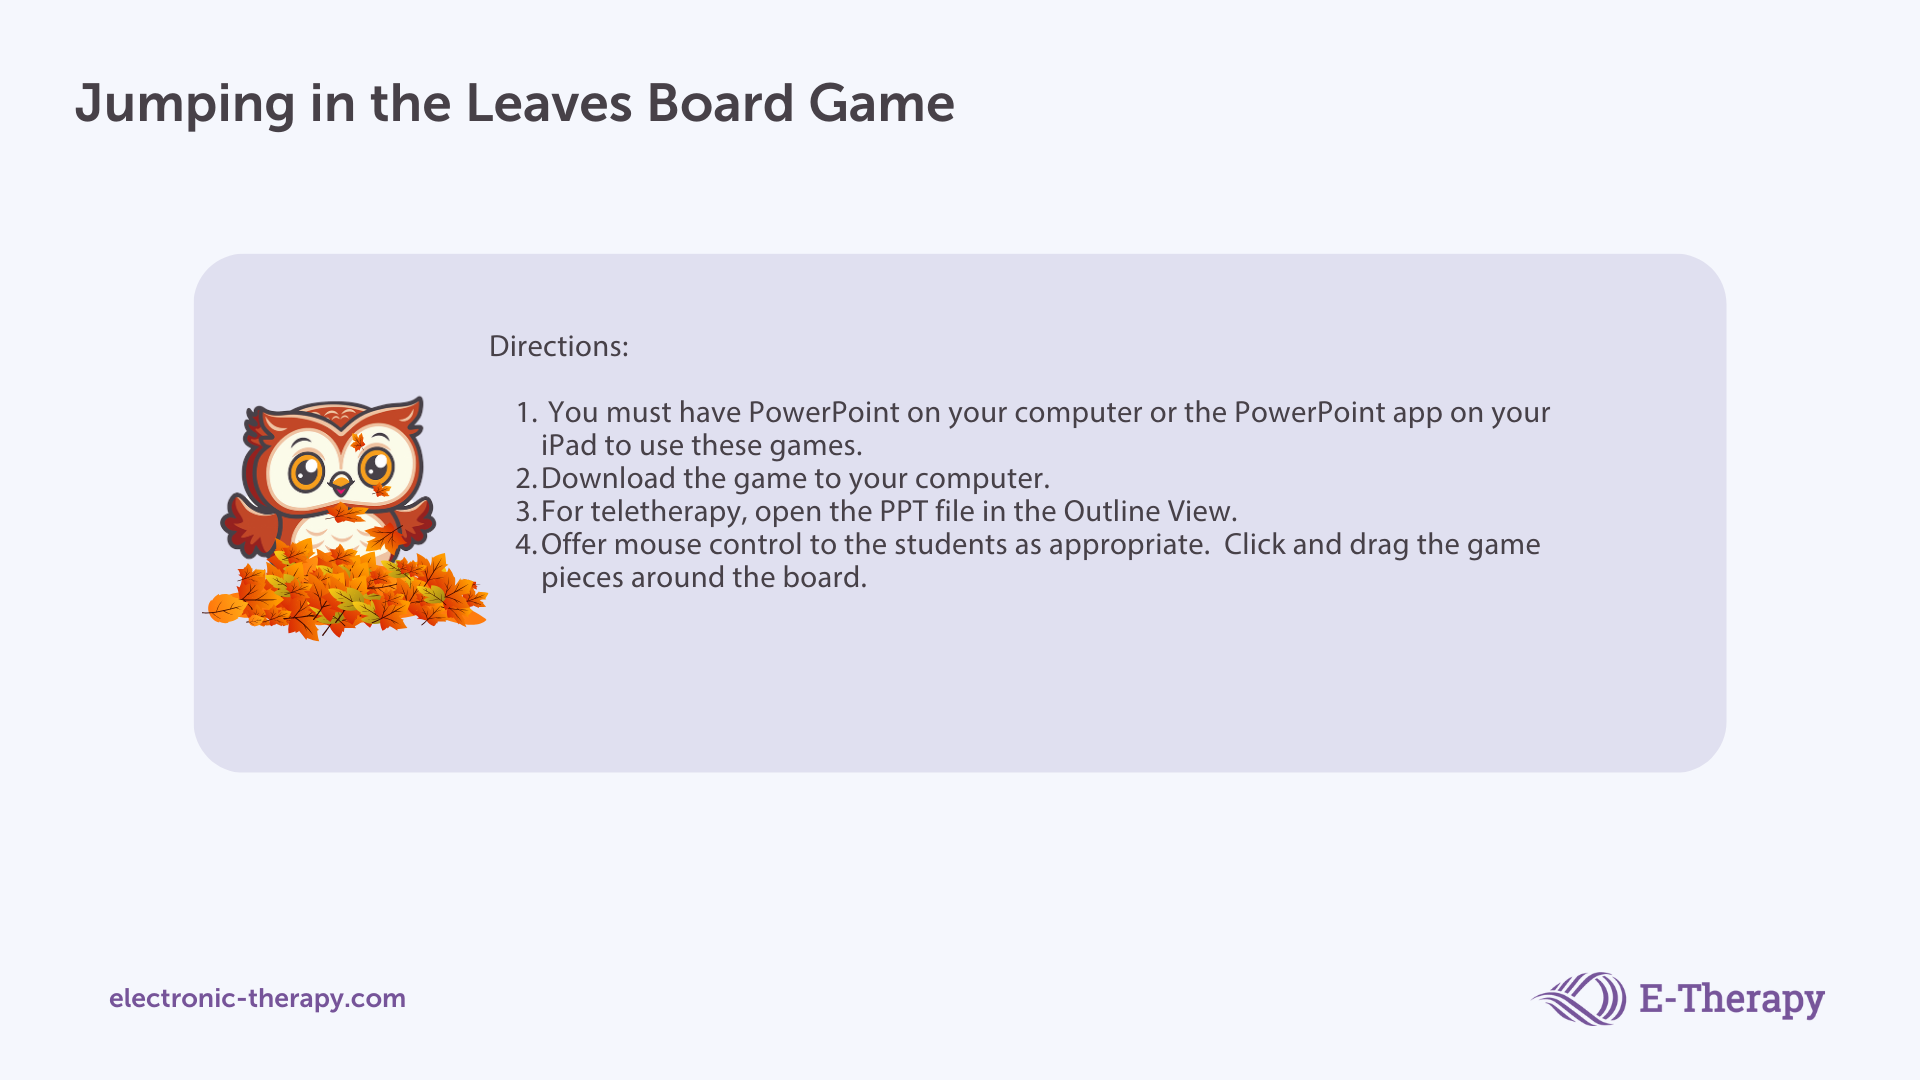 Jumping in the Leaves Board Game
Directions:
1. You must have PowerPoint on your computer or the PowerPoint app on your
iPad to use these games.
2. Download the game to your computer.
3. For teletherapy, open the PPT file in the Outline View.
4. Offer mouse control to the students as appropriate.  Click and drag the game
pieces around the board.
electronic-therapy.com
E-Therapy